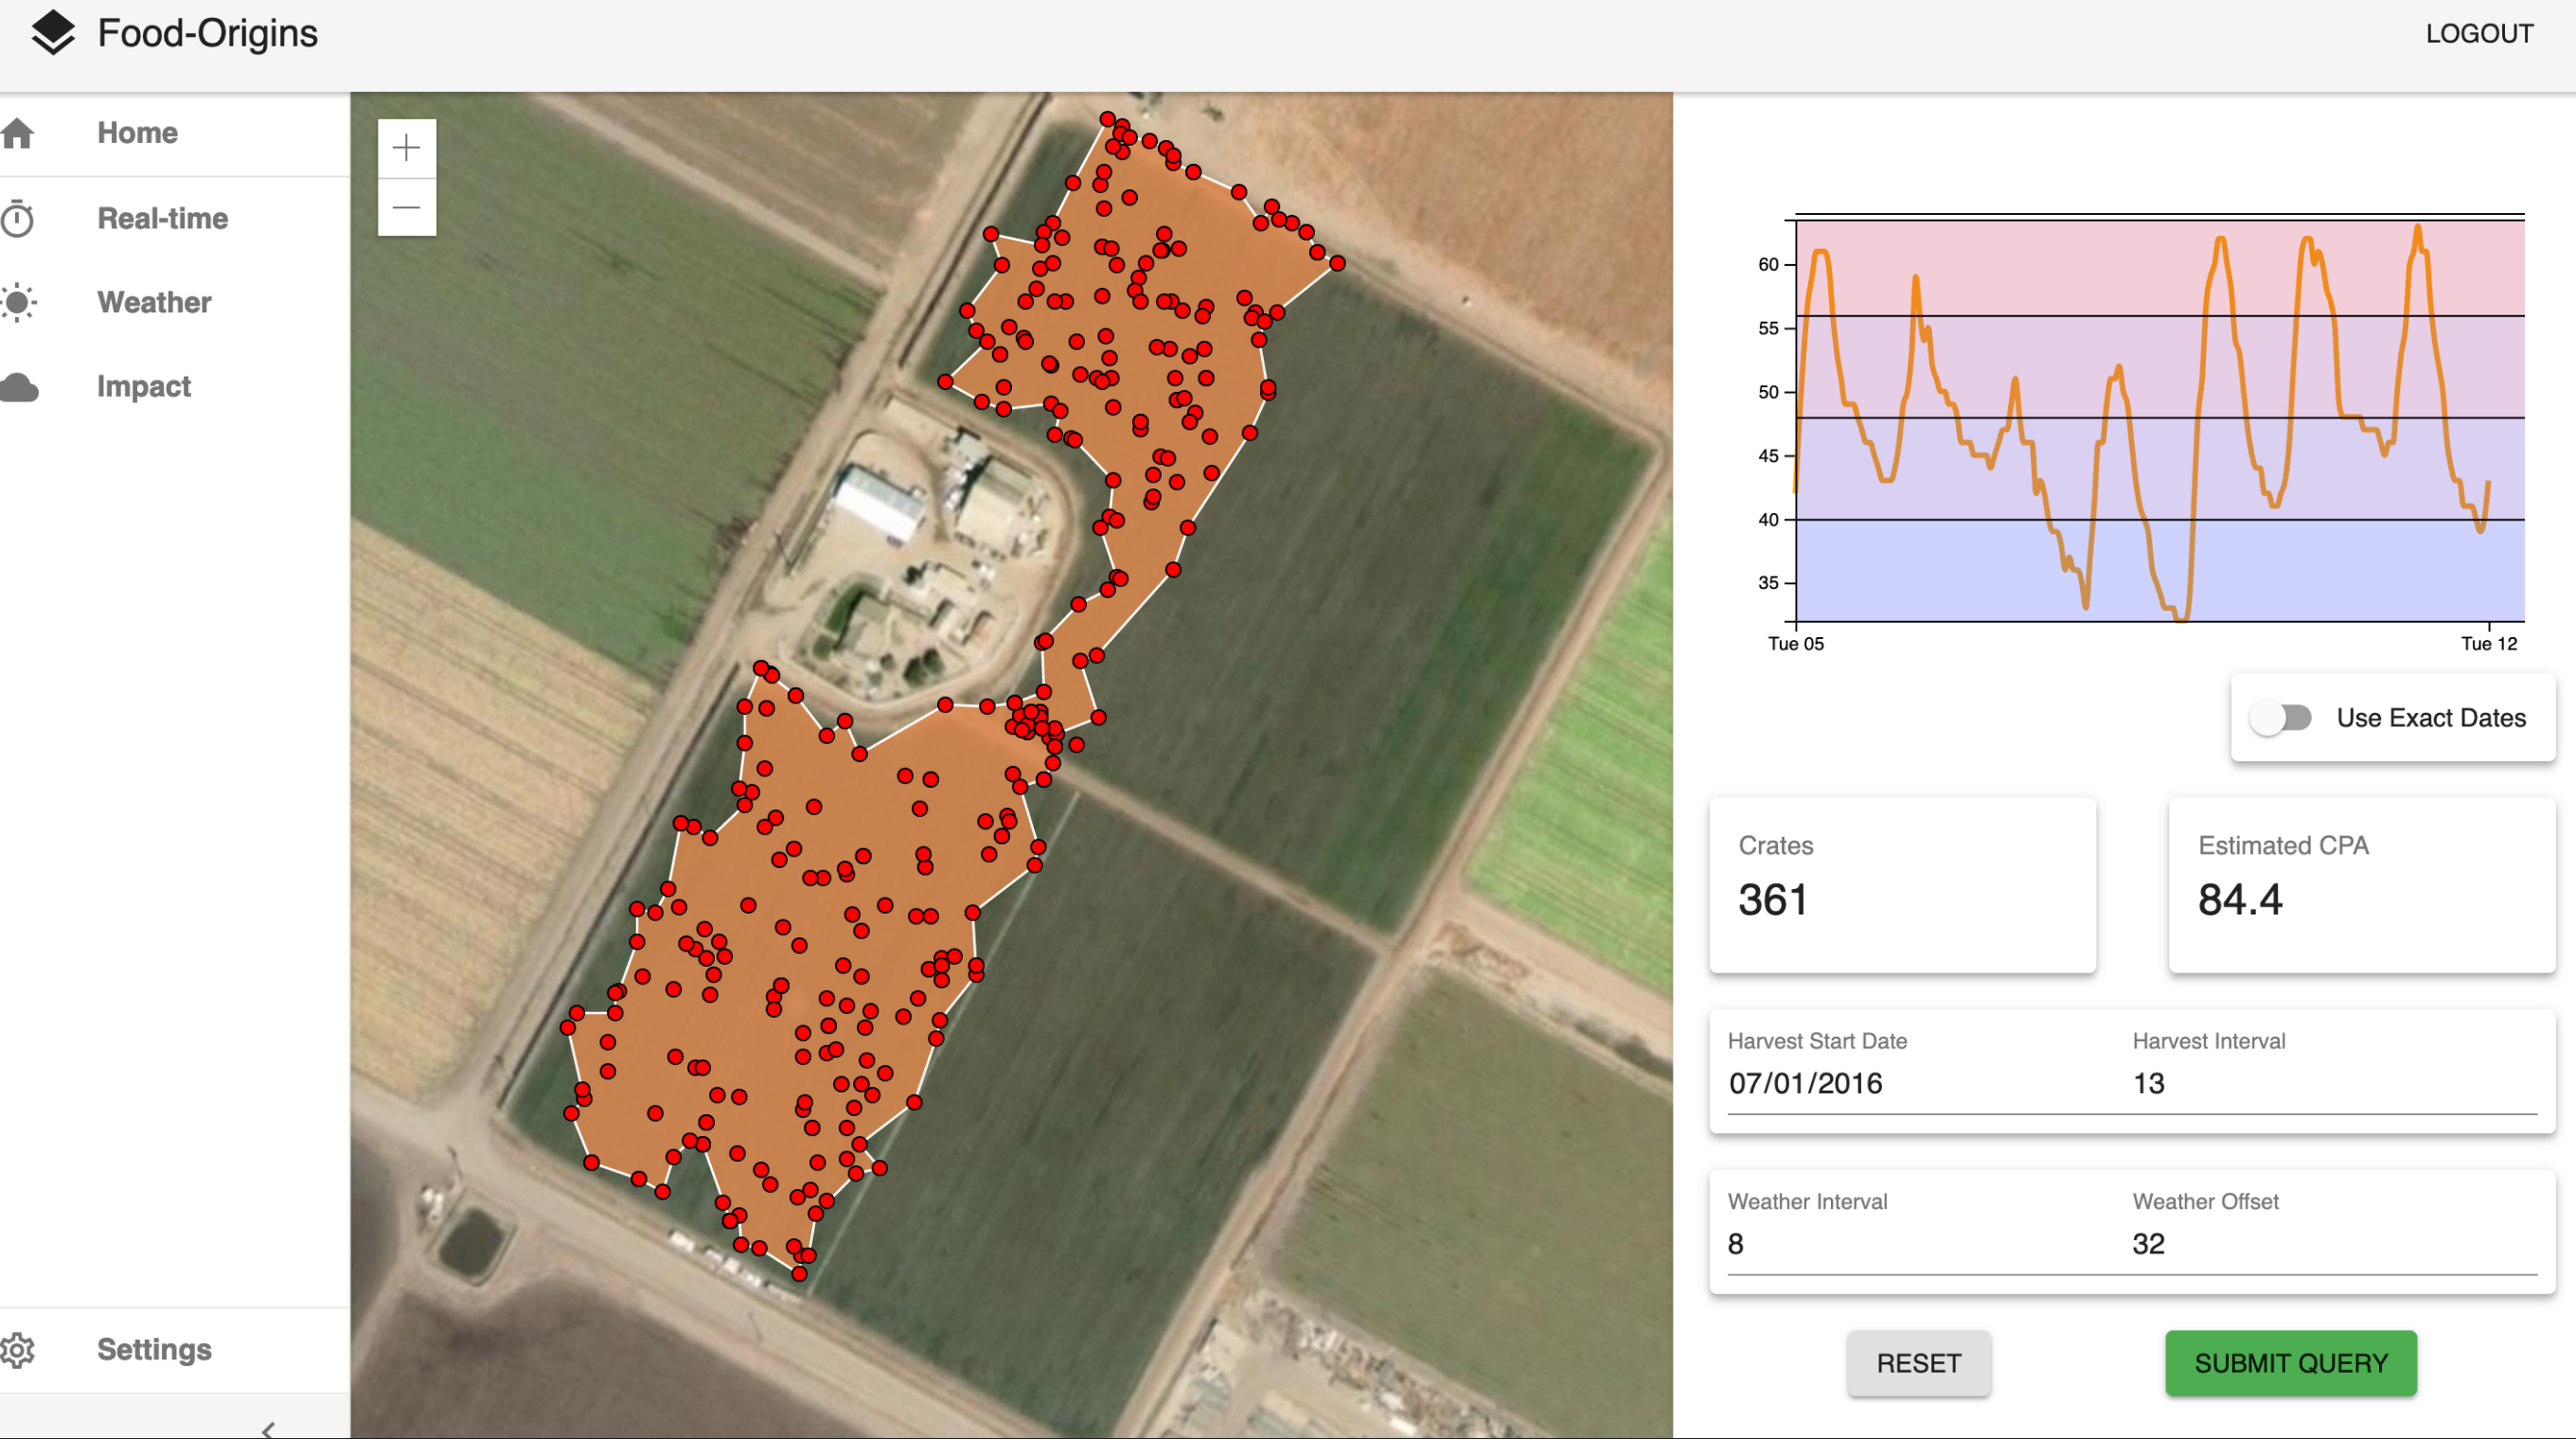 Food-Origins
LOGOUT
Home
Real-time
Weather
Impact
Settings
60
55
50
45
40
35
Tue 05
Tue 12
Use Exact Dates
Crates
361
Estimated CPA
84.4
Harvest Start Date
07/01/2016
Harvest Interval
13
Weather Interval
8
Weather Offset
32
RESET
SUBMIT QUERY